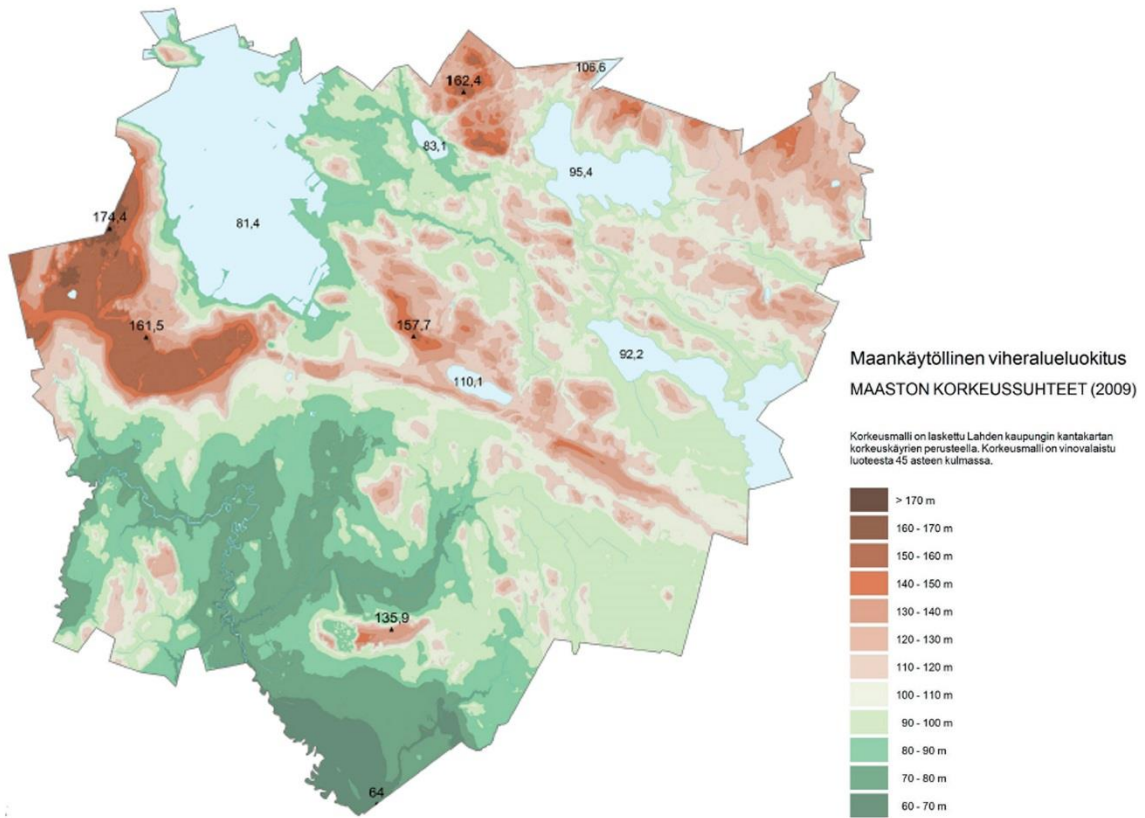 162,4
106,6
83,1
95,4
174,4
81,4
161,5
157,7
92,2
110,1
135,9
64
Maankäytöllinen viheralueluokitus
MAASTON KORKEUSSUHTEET (2009)
Korkeusmalli on laskettu Lahden kaupungin kantakartan
korkeuskäyrien perusteella. Korkeusmalli on vinovalaistu
luoteesta 45 asteen kulmassa.
> 170 m
160 - 170 m
150 - 160 m
140 - 150 m
130 - 140 m
120 - 130 m
110 - 120 m
100 - 110 m
90 - 100 m
80 - 90 m
70 - 80 m
60 - 70 m